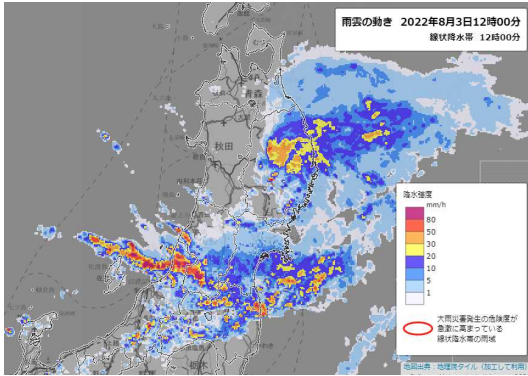 雨雲の動き 2022年8月3日12時00分
線状降水帯 12時00分
青森
秋田
降水強度
mm/h
80
50
30
20
10
5
1
大雨災害発生の危険度が
急激に高まっている
線状降水帯の雨域
栃木
地図出典:地理院タイル(加工して利用)